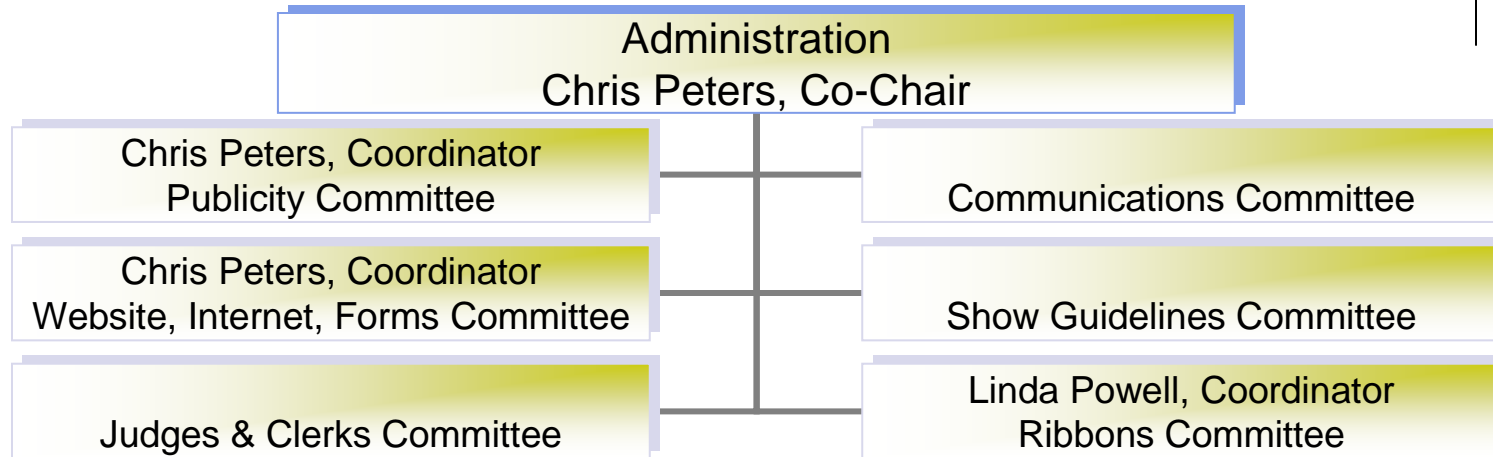 Administration
Chris Peters, Co-Chair
Chris Peters, Coordinator
Publicity Committee
Communications Committee
Chris Peters, Coordinator
Website, Internet, Forms Committee
Show Guidelines Committee
Judges & Clerks Committee
Linda Powell, Coordinator
Ribbons Committee